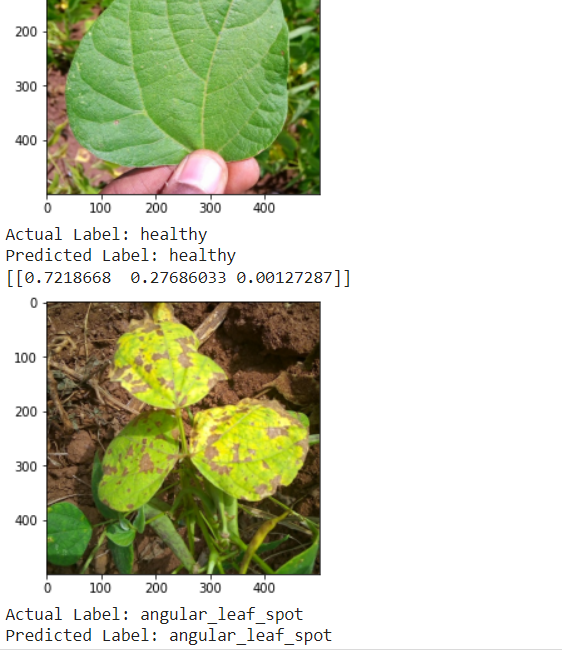 200
300
400
0 100 200 300 400
Actual Label: healthy
Predicted Label: healthy
[[0.7218668  0.27686033 0.00127287]]
0
100
200
300
400
0 100 200 300 400
Actual Label: angular_leaf_spot
Predicted Label: angular_leaf_spot